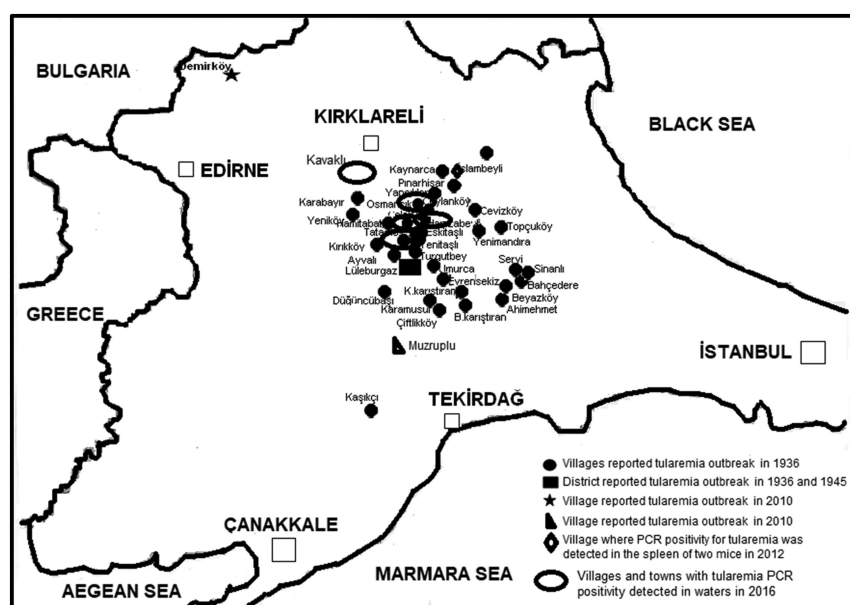 BULGARIA
Demirköy
KIRKLARELİ
BLACK SEA
EDİRNE
Kavaklı
Kaynarca
İslambeyli
Pınarhisar
Karabayır
Ceylanköy
Cevizköy
Yeniköy
Topçuköy
Eskitaşlı
Yenimandıra
Kırıkköy
Yenitaşlı
Ayvalı
Turgutbey
Lüleburgaz
Umurca
Servi
Sinanlı
Evrensekiz
Bahçedere
K.karıştıran
Beyazköy
Düğüncübaşı
Karamusul
Ahimehmet
Çiftlikköy
B.karıştıran
GREECE
Muzruplu
İSTANBUL
Kaşıkçı
TEKİRDAĞ
Villages reported tularemia outbreak in 1936
District reported tularemia outbreak in 1936 and 1945
Village reported tularemia outbreak in 2010
Village reported tularemia outbreak in 2010
Village where PCR positivity for tularemia was
detected in the spleen of two mice in 2012
Villages and towns with tularemia PCR
positivity detected in waters in 2016
ÇANAKKALE
AEGEAN SEA
MARMARA SEA